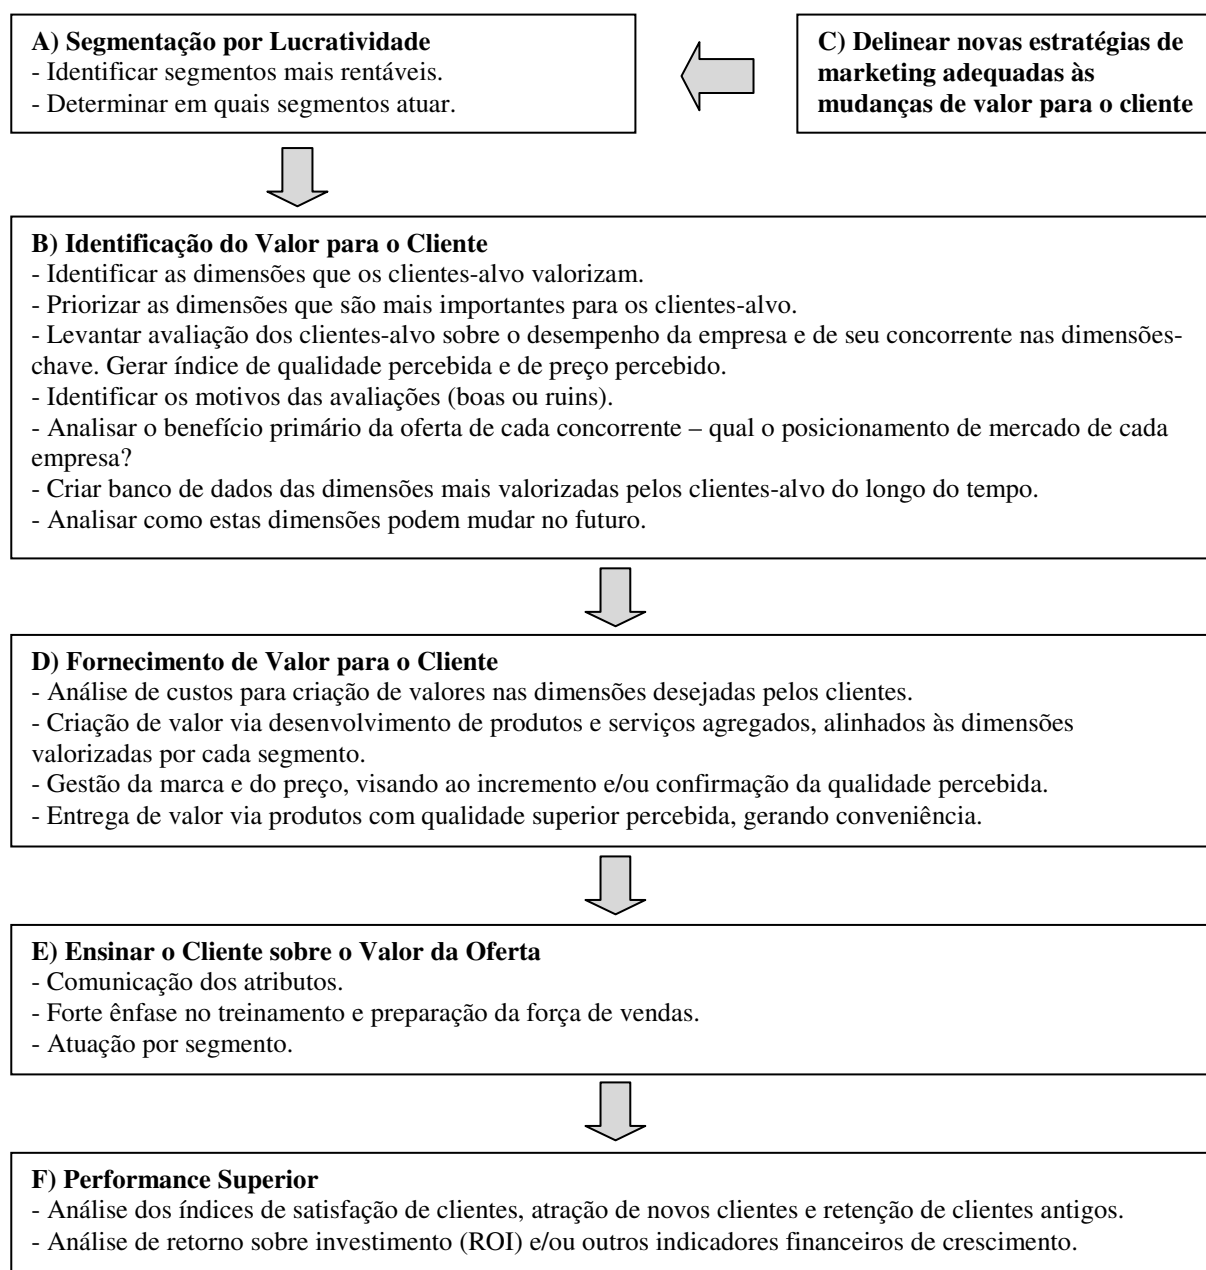 A) Segmentação por Lucratividade
- Identificar segmentos mais rentáveis.
- Determinar em quais segmentos atuar.
C) Delinear novas estratégias de
marketing adequadas às
mudanças de valor para o cliente
B) Identificação do Valor para o Cliente
- Identificar as dimensões que os clientes-alvo valorizam.
- Priorizar as dimensões que são mais importantes para os clientes-alvo.
- Levantar avaliação dos clientes-alvo sobre o desempenho da empresa e de seu concorrente nas dimensões-
chave. Gerar índice de qualidade percebida e de preço percebido.
- Identificar os motivos das avaliações (boas ou ruins).
- Analisar o benefício primário da oferta de cada concorrente – qual o posicionamento de mercado de cada
empresa?
- Criar banco de dados das dimensões mais valorizadas pelos clientes-alvo do longo do tempo.
- Analisar como estas dimensões podem mudar no futuro.
D) Fornecimento de Valor para o Cliente
- Análise de custos para criação de valores nas dimensões desejadas pelos clientes.
- Criação de valor via desenvolvimento de produtos e serviços agregados, alinhados às dimensões
valorizadas por cada segmento.
- Gestão da marca e do preço, visando ao incremento e/ou confirmação da qualidade percebida.
- Entrega de valor via produtos com qualidade superior percebida, gerando conveniência.
E) Ensinar o Cliente sobre o Valor da Oferta
- Comunicação dos atributos.
- Forte ênfase no treinamento e preparação da força de vendas.
- Atuação por segmento.
F) Performance Superior
- Análise dos índices de satisfação de clientes, atração de novos clientes e retenção de clientes antigos.
- Análise de retorno sobre investimento (ROI) e/ou outros indicadores financeiros de crescimento.